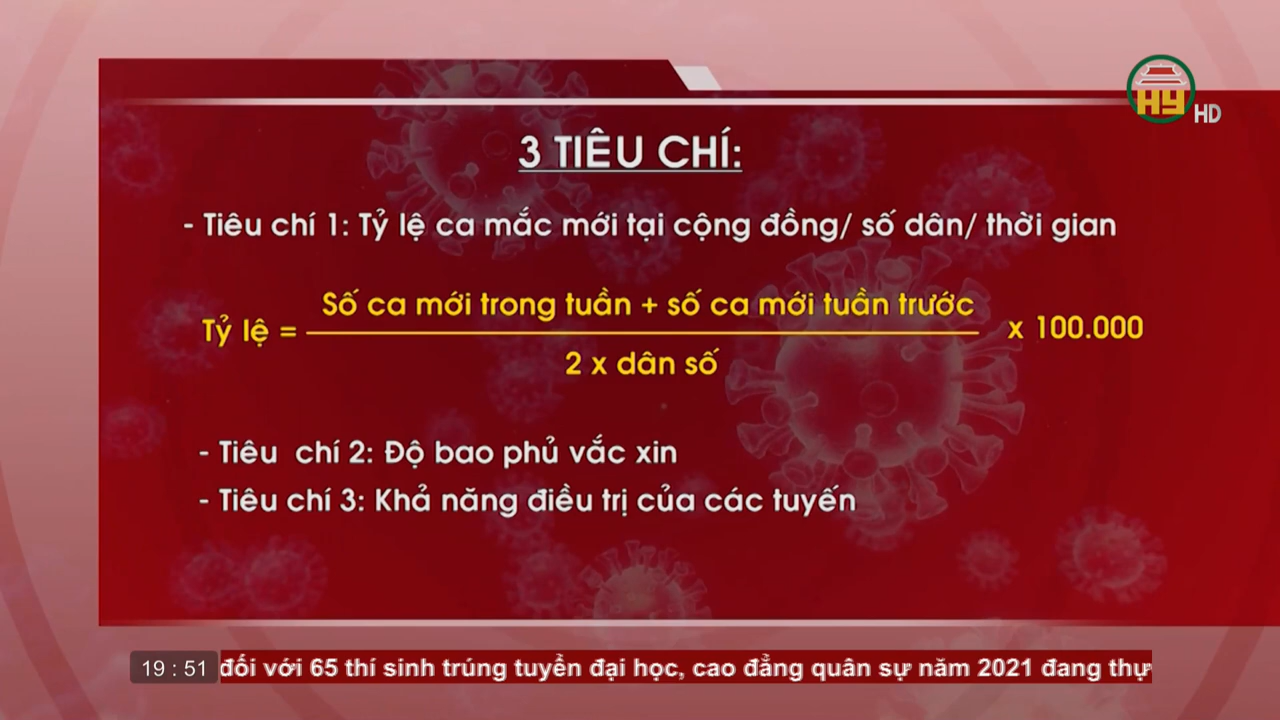 HY HD
3 TIÊU CHÍ:
- Tiêu chí 1: Tỷ lệ ca mắc mới tại cộng đồng/ số dân/ thời gian
Số ca mới trong tuần + số ca mới tuần trước
Tỷ lệ = x 100.000
2 x dân số
- Tiêu chí 2: Độ bao phủ vắc xin
- Tiêu chí 3: Khả năng điều trị của các tuyến
19 : 51 đối với 65 thí sinh trúng tuyển đại học, cao đẳng quân sự năm 2021 đang thự